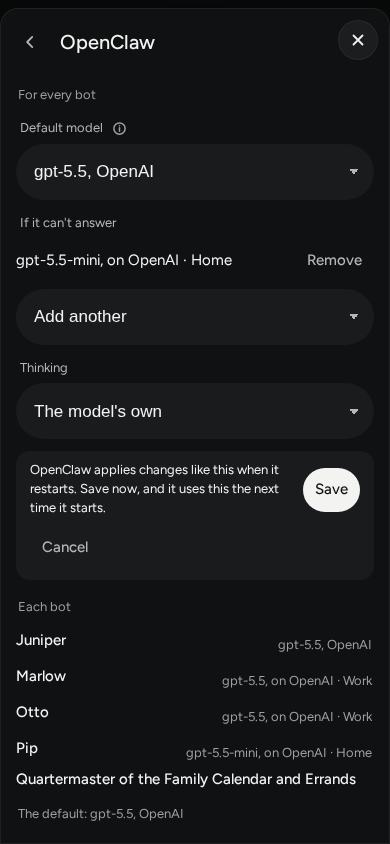 OpenClaw
For every bot
Default model
gpt-5.5, OpenAI
If it can't answer
gpt-5.5-mini, on OpenAI · Home
Remove
Add another
Thinking
The model's own
OpenClaw applies changes like this when it
restarts. Save now, and it uses this the next
time it starts.
Save
Cancel
Each bot
Juniper
gpt-5.5, OpenAI
Marlow
gpt-5.5, on OpenAI · Work
Otto
gpt-5.5, on OpenAI · Work
Pip
gpt-5.5-mini, on OpenAI · Home
Quartermaster of the Family Calendar and Errands
The default: gpt-5.5, OpenAI